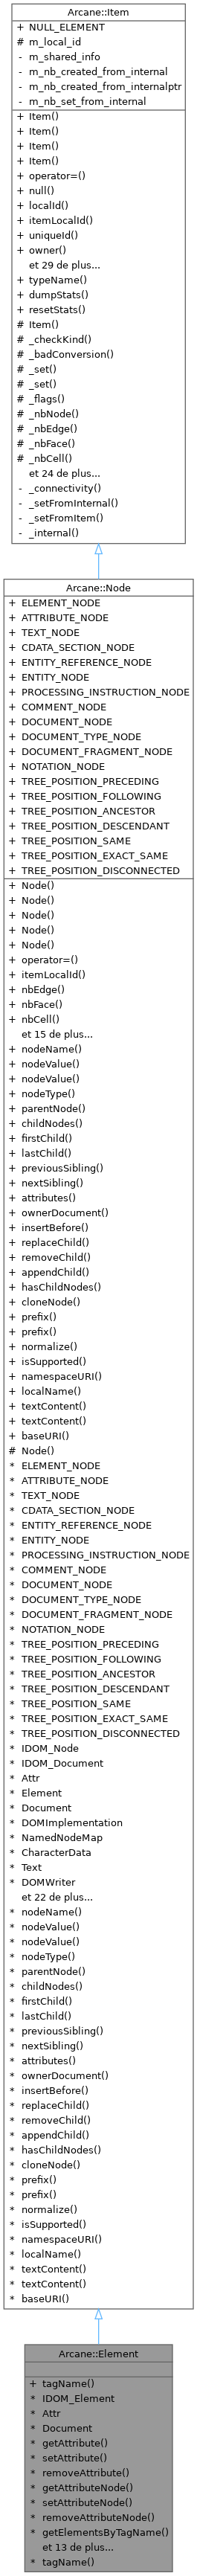 Arcane::Item
+ NULL_ELEMENT
# m_local_id
- m_shared_info
- m_nb_created_from_internal
- m_nb_created_from_internalptr
- m_nb_set_from_internal
+ Item()
+ Item()
+ Item()
+ Item()
+ operator=()
+ null()
+ localId()
+ itemLocalId()
+ uniqueId()
+ owner()
et 29 de plus...
+ typeName()
+ dumpStats()
+ resetStats()
# Item()
# _checkKind()
# _badConversion()
# _set()
# _set()
# _flags()
# _nbNode()
# _nbEdge()
# _nbFace()
# _nbCell()
et 24 de plus...
- _connectivity()
- _setFromInternal()
- _setFromItem()
- _internal()
Arcane::Node
+ ELEMENT_NODE
+ ATTRIBUTE_NODE
+ TEXT_NODE
+ CDATA_SECTION_NODE
+ ENTITY_REFERENCE_NODE
+ ENTITY_NODE
+ PROCESSING_INSTRUCTION_NODE
+ COMMENT_NODE
+ DOCUMENT_NODE
+ DOCUMENT_TYPE_NODE
+ DOCUMENT_FRAGMENT_NODE
+ NOTATION_NODE
+ TREE_POSITION_PRECEDING
+ TREE_POSITION_FOLLOWING
+ TREE_POSITION_ANCESTOR
+ TREE_POSITION_DESCENDANT
+ TREE_POSITION_SAME
+ TREE_POSITION_EXACT_SAME
+ TREE_POSITION_DISCONNECTED
+ Node()
+ Node()
+ Node()
+ Node()
+ Node()
+ operator=()
+ itemLocalId()
+ nbEdge()
+ nbFace()
+ nbCell()
et 15 de plus...
+ nodeName()
+ nodeValue()
+ nodeValue()
+ nodeType()
+ parentNode()
+ childNodes()
+ firstChild()
+ lastChild()
+ previousSibling()
+ nextSibling()
+ attributes()
+ ownerDocument()
+ insertBefore()
+ replaceChild()
+ removeChild()
+ appendChild()
+ hasChildNodes()
+ cloneNode()
+ prefix()
+ prefix()
+ normalize()
+ isSupported()
+ namespaceURI()
+ localName()
+ textContent()
+ textContent()
+ baseURI()
# Node()
* ELEMENT_NODE
* ATTRIBUTE_NODE
* TEXT_NODE
* CDATA_SECTION_NODE
* ENTITY_REFERENCE_NODE
* ENTITY_NODE
* PROCESSING_INSTRUCTION_NODE
* COMMENT_NODE
* DOCUMENT_NODE
* DOCUMENT_TYPE_NODE
* DOCUMENT_FRAGMENT_NODE
* NOTATION_NODE
* TREE_POSITION_PRECEDING
* TREE_POSITION_FOLLOWING
* TREE_POSITION_ANCESTOR
* TREE_POSITION_DESCENDANT
* TREE_POSITION_SAME
* TREE_POSITION_EXACT_SAME
* TREE_POSITION_DISCONNECTED
* IDOM_Node
* IDOM_Document
* Attr
* Element
* Document
* DOMImplementation
* NamedNodeMap
* CharacterData
* Text
* DOMWriter
et 22 de plus...
* nodeName()
* nodeValue()
* nodeValue()
* nodeType()
* parentNode()
* childNodes()
* firstChild()
* lastChild()
* previousSibling()
* nextSibling()
* attributes()
* ownerDocument()
* insertBefore()
* replaceChild()
* removeChild()
* appendChild()
* hasChildNodes()
* cloneNode()
* prefix()
* prefix()
* normalize()
* isSupported()
* namespaceURI()
* localName()
* textContent()
* textContent()
* baseURI()
Arcane::Element
+ tagName()
* IDOM_Element
* Attr
* Document
* getAttribute()
* setAttribute()
* removeAttribute()
* getAttributeNode()
* setAttributeNode()
* removeAttributeNode()
* getElementsByTagName()
et 13 de plus...
* tagName()